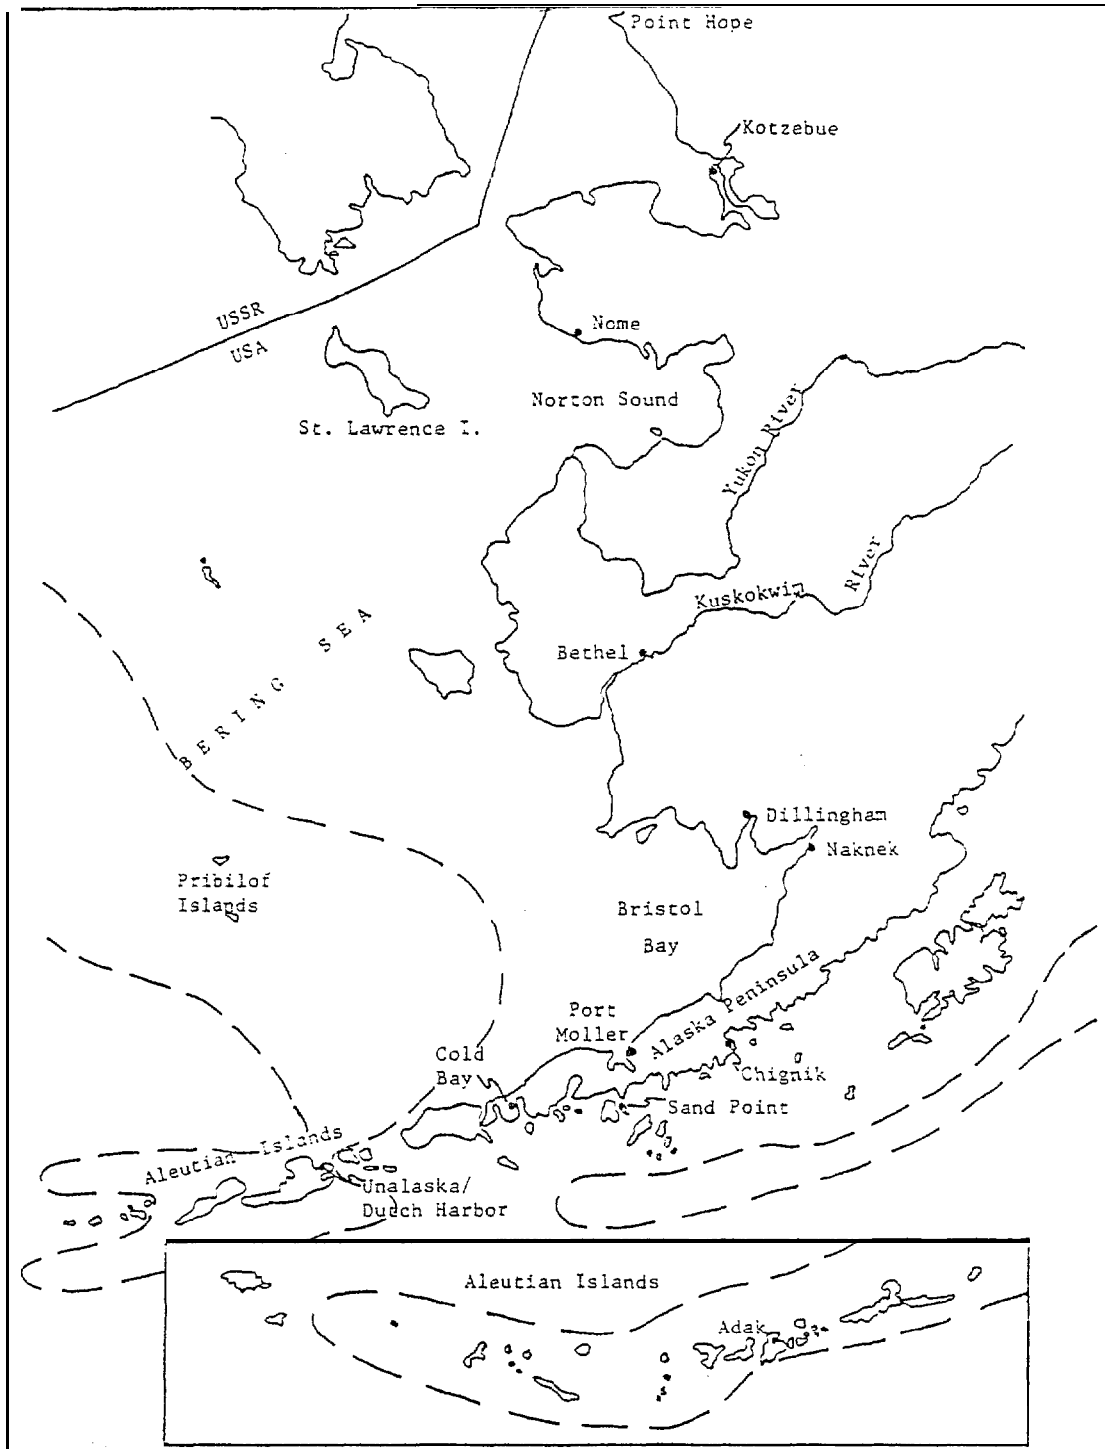 Point Hope
Kotzebue
USSR
USA
Nome
Norton Sound
St. Lawrence I.
Yukon River
Kuskokwim River
BERING SEA
Bethel
Dillingham
Naknek
Pribilof
Islands
Bristol
Bay
Alaska Peninsula
Port
Moller
Cold
Bay
Chignik
Sand Point
Aleutian Islands
Unalaska/
Dutch Harbor
Aleutian Islands
Adak